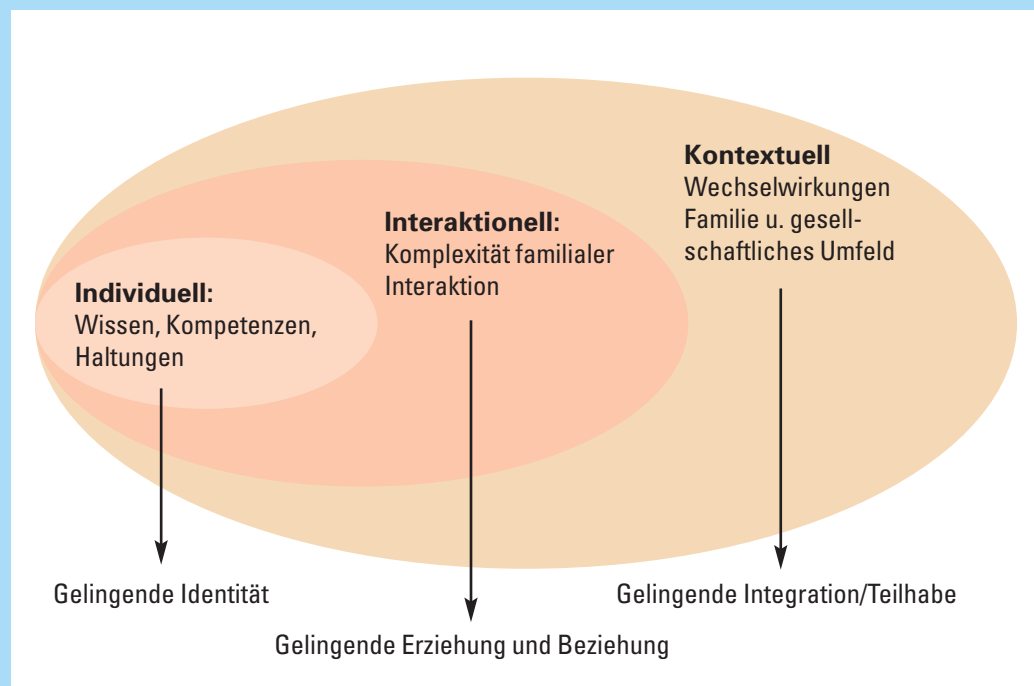 Individuell:
Wissen, Kompetenzen,
Haltungen
Interaktionell:
Komplexität familialer
Interaktion
Kontextuell
Wechselwirkungen
Familie u. gesell-
schaftliches Umfeld
Gelingende Identität
Gelingende Erziehung und Beziehung
Gelingende Integration/Teilhabe